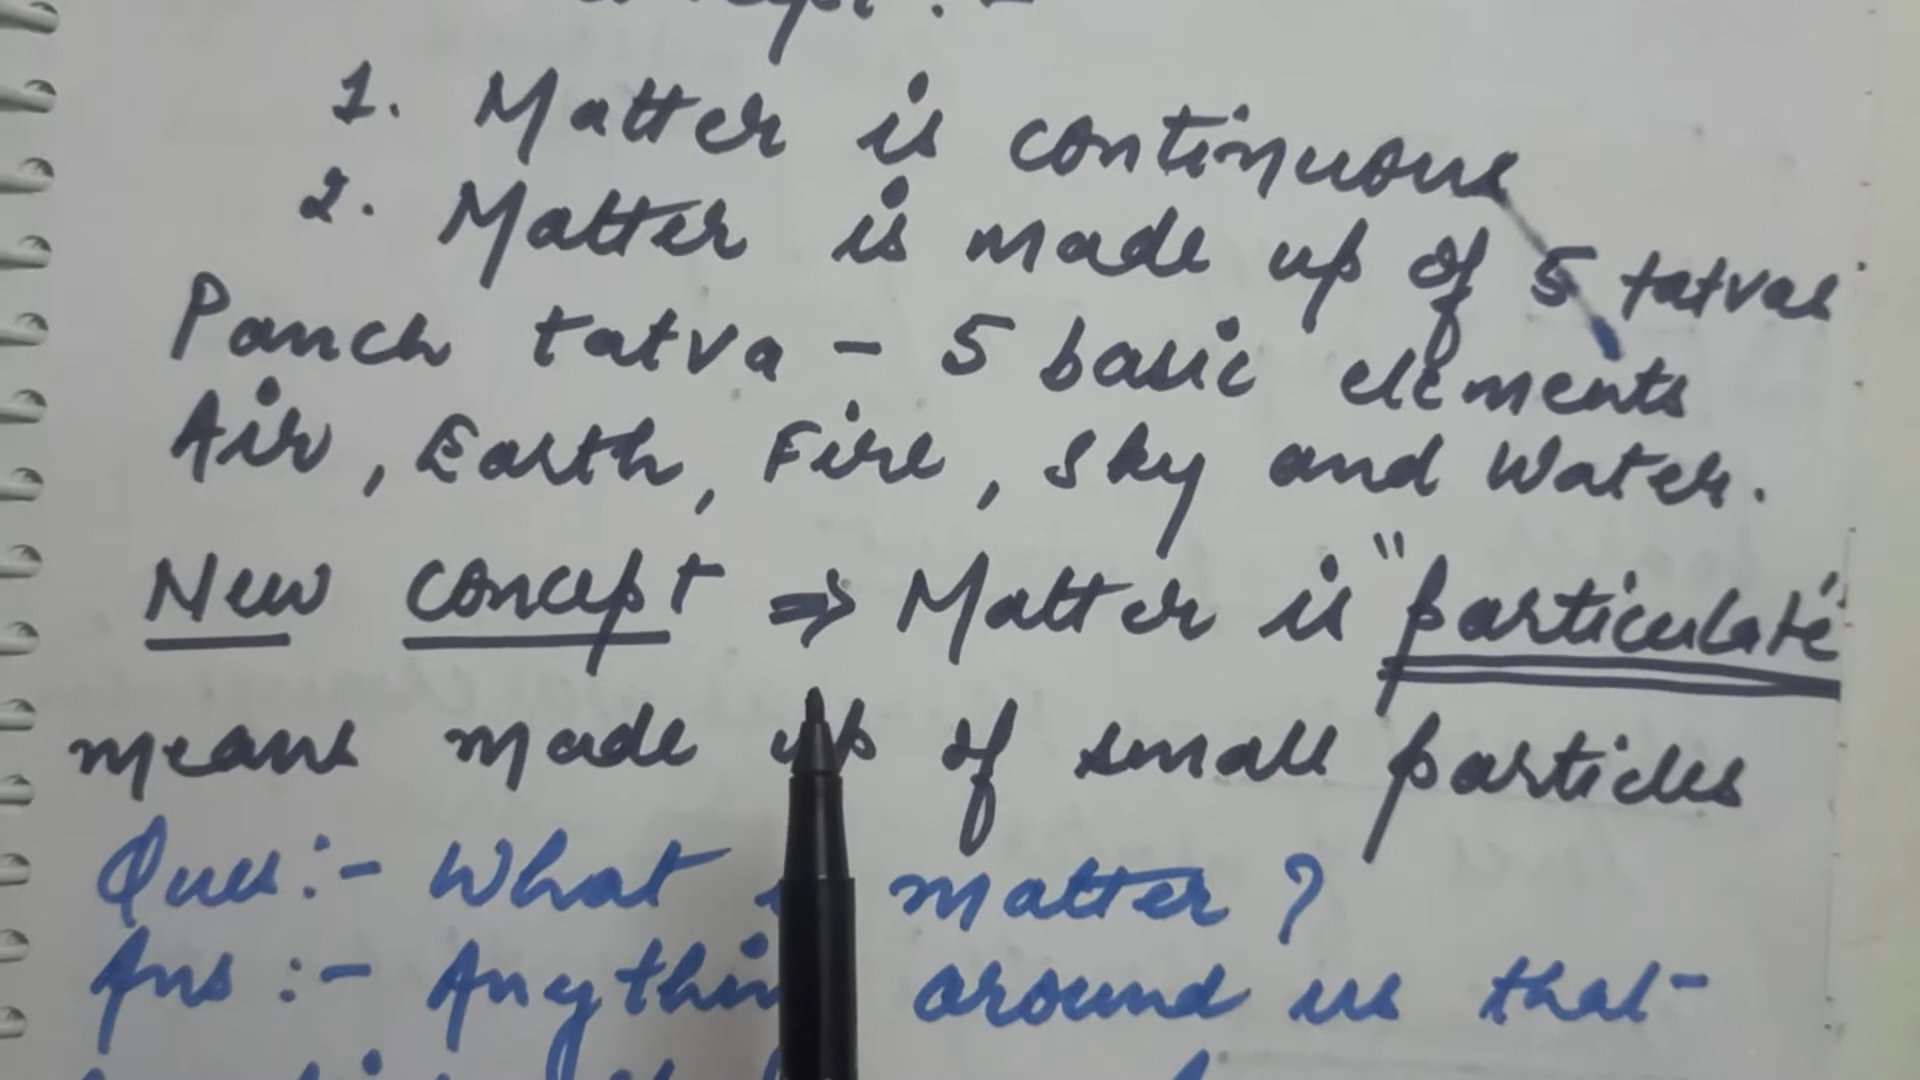 1. Matter is continuous
2. Matter is made up of 5 tatvas
Panch tatva - 5 basic elements
Air, Earth, Fire, Sky and Water.
New concept ⇒ Matter is "particulate"
means made up of small particles
Ques:- What is matter?
Ans:- Anything around us that